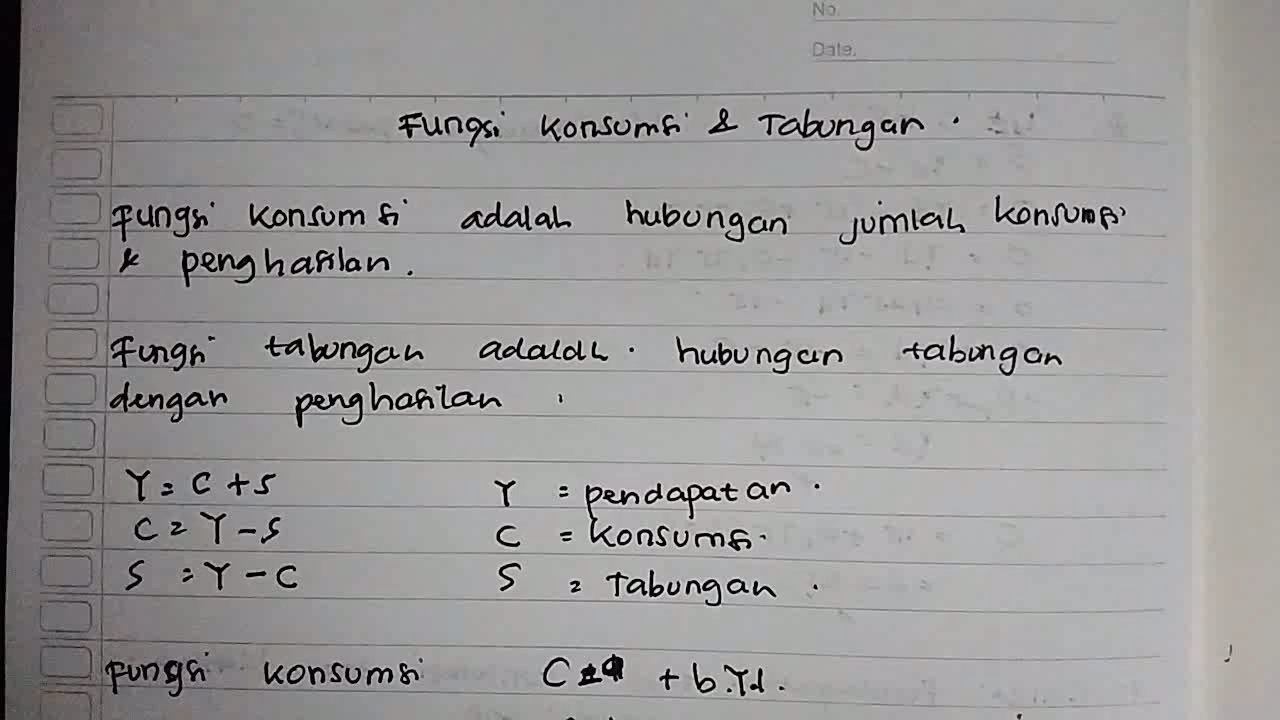 No.
Date.
Fungsi Konsumsi & Tabungan.
Fungsi konsumsi adalah hubungan jumlah konsumsi
& penghasilan.
Fungsi tabungan adalah. hubungan tabungan
dengan penghasilan.
Y = C + S Y = pendapatan.
C = Y - S C = konsumsi.
S = Y - C S = Tabungan.
Fungsi konsumsi C = a + b.Yd.